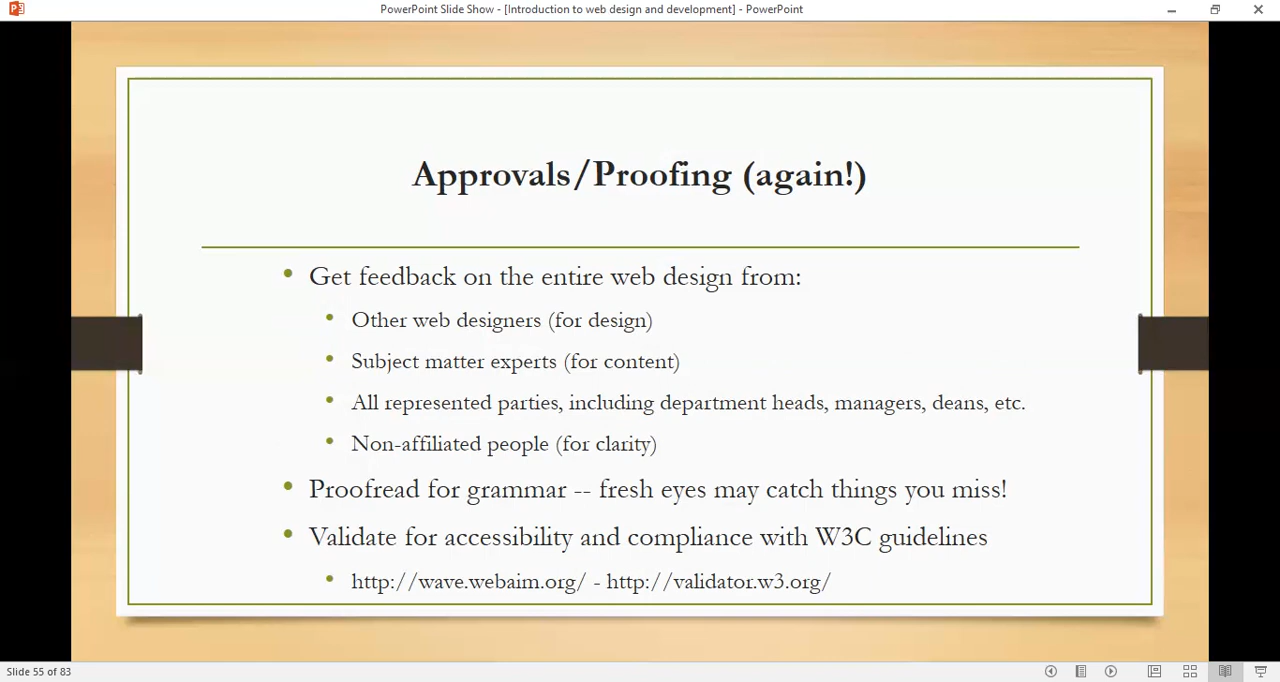 PowerPoint Slide Show - [Introduction to web design and development] - PowerPoint
Approvals/Proofing (again!)
• Get feedback on the entire web design from:
• Other web designers (for design)
• Subject matter experts (for content)
• All represented parties, including department heads, managers, deans, etc.
• Non-affiliated people (for clarity)
• Proofread for grammar -- fresh eyes may catch things you miss!
• Validate for accessibility and compliance with W3C guidelines
• http://wave.webaim.org/ - http://validator.w3.org/
Slide 55 of 83